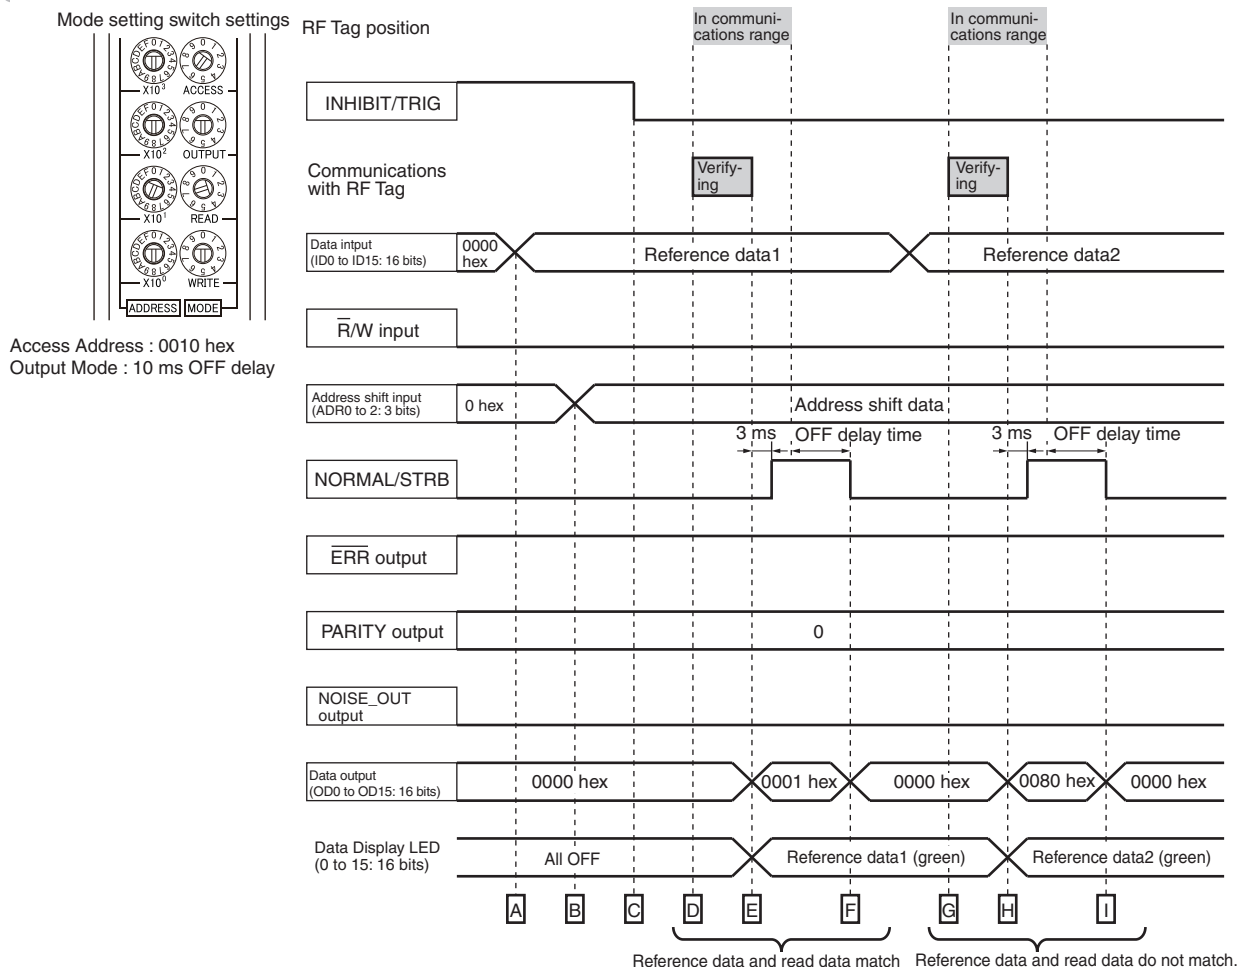 Mode setting switch settings
X10³ ACCESS
X10² OUTPUT
X10¹ READ
X10⁰ WRITE
ADDRESS MODE
Access Address : 0010 hex
Output Mode : 10 ms OFF delay
RF Tag position
In communi-
cations range
In communi-
cations range
INHIBIT/TRIG
Communications
with RF Tag
Verify-
ing
Verify-
ing
Data intput
(ID0 to ID15: 16 bits)
0000
hex
Reference data1
Reference data2
R̅/W input
Address shift input
(ADR0 to 2: 3 bits)
0 hex
Address shift data
3 ms OFF delay time
3 ms OFF delay time
NORMAL/STRB
E̅R̅R̅ output
PARITY output
0
NOISE_OUT
output
Data output
(OD0 to OD15: 16 bits)
0000 hex
0001 hex
0000 hex
0080 hex
0000 hex
Data Display LED
(0 to 15: 16 bits)
All OFF
Reference data1 (green)
Reference data2 (green)
A B C D E F G H I
Reference data and read data match
Reference data and read data do not match.